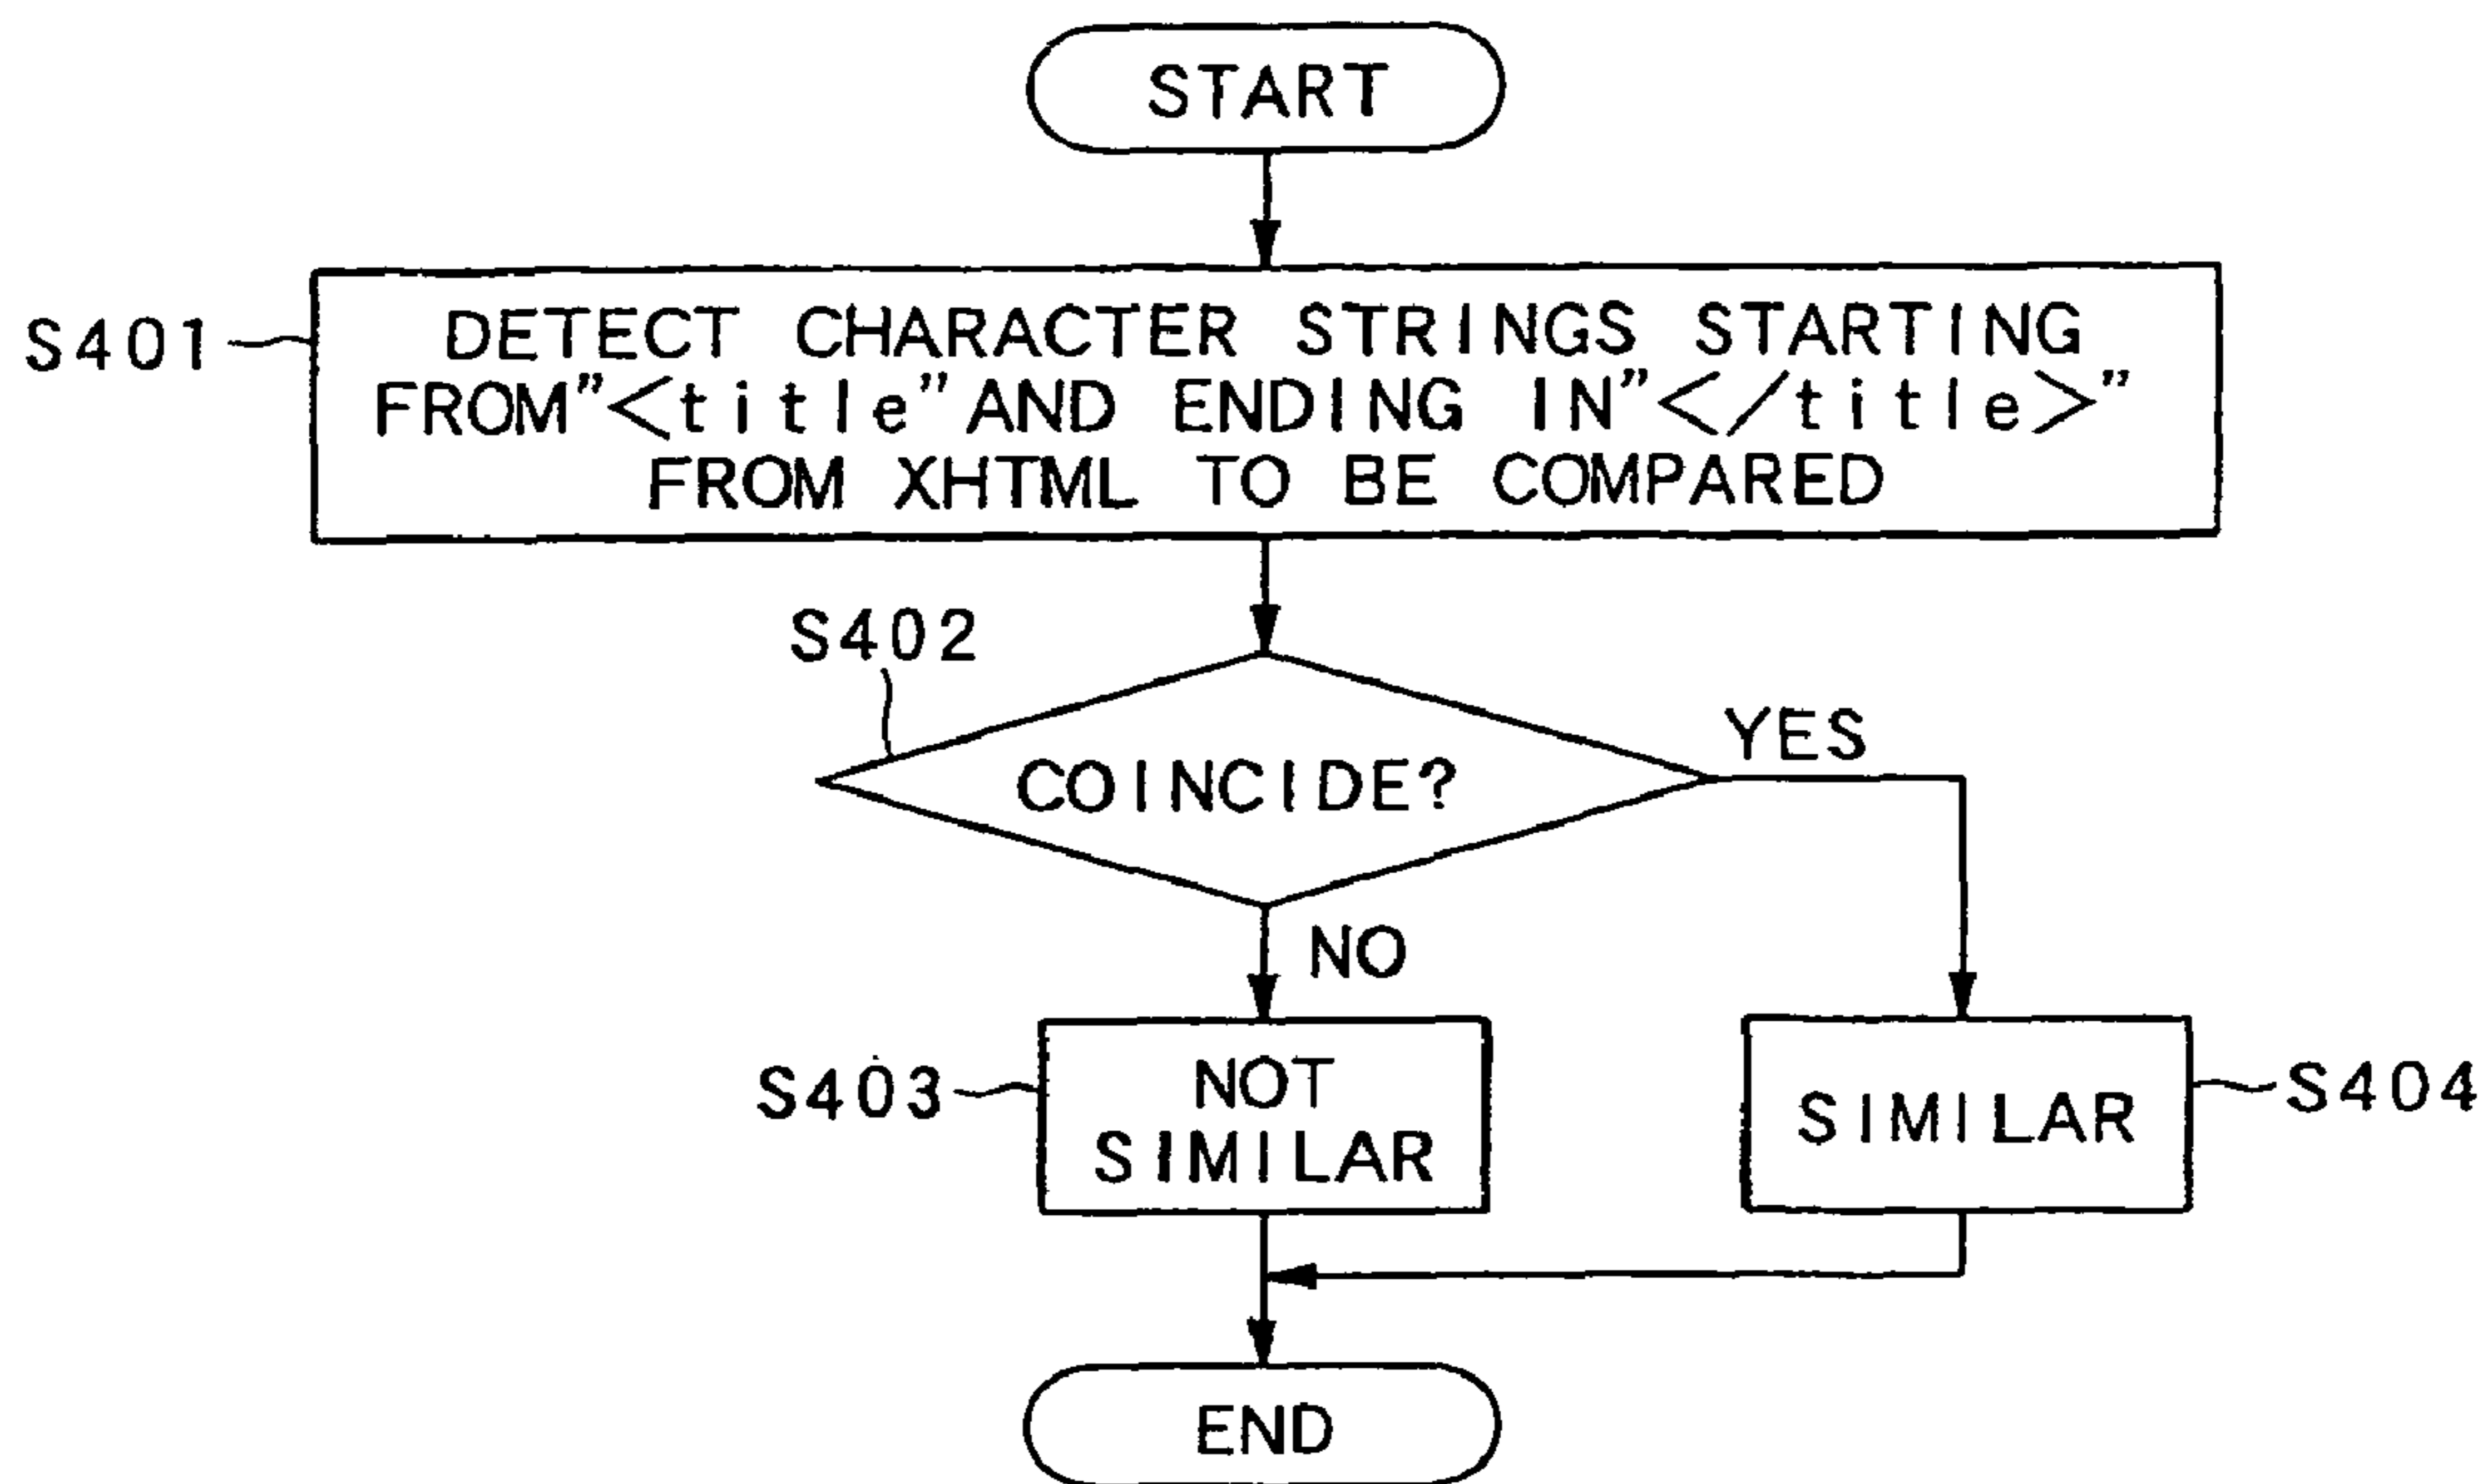 START
S401
DETECT CHARACTER STRINGS STARTING
FROM"<title"AND ENDING IN"</title>"
FROM XHTML TO BE COMPARED
S402
COINCIDE?
YES
NO
S403
NOT
SIMILAR
SIMILAR
S404
END